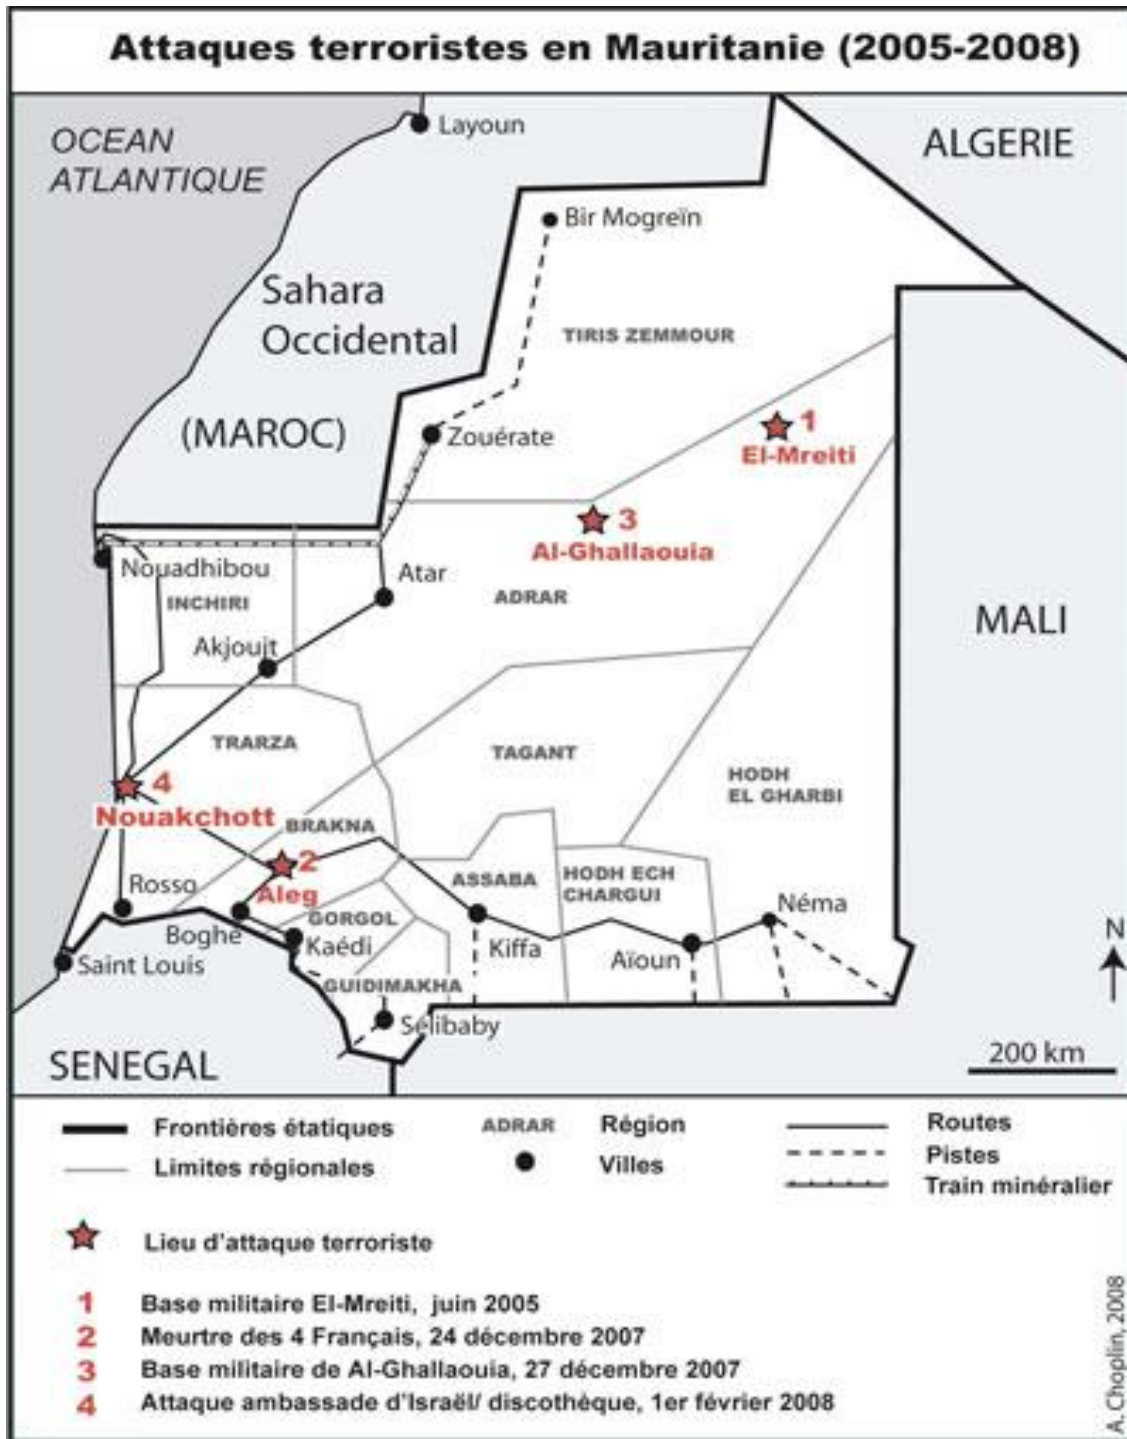 Attaques terroristes en Mauritanie (2005-2008)
OCEAN
ATLANTIQUE
Layoun
ALGERIE
Bir Mogreïn
Sahara
Occidental
TIRIS ZEMMOUR
(MAROC)
Zouérate
1
El-Mreiti
3
Al-Ghallaouia
Nouadhibou
Atar
INCHIRI
ADRAR
MALI
Akjouit
TRARZA
TAGANT
HODH
EL GHARBI
4
Nouakchott
BRAKNA
2
Aleg
ASSABA
HODH ECH
CHARGUI
Rosso
GORGOL
Néma
Boghe
Kaédi
Kiffa
Aïoun
N
Saint Louis
GUIDIMAKHA
Sélibaby
SENEGAL
200 km
Frontières étatiques
ADRAR
Région
Routes
Limites régionales
Villes
Pistes
Train minéralier
Lieu d'attaque terroriste
1 Base militaire El-Mreiti, juin 2005
2 Meurtre des 4 Français, 24 décembre 2007
3 Base militaire de Al-Ghallaouia, 27 décembre 2007
4 Attaque ambassade d'Israël/ discothèque, 1er février 2008
A. Choplin, 2008